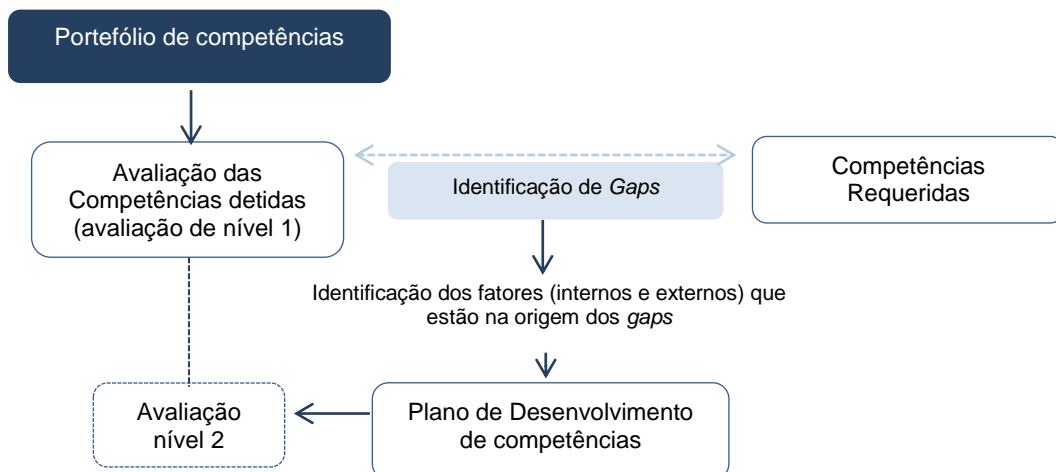 Portefólio de competências
Avaliação das
Competências detidas
(avaliação de nível 1)
Identificação de Gaps
Competências
Requeridas
Identificação dos fatores (internos e externos) que
estão na origem dos gaps
Avaliação
nível 2
Plano de Desenvolvimento
de competências